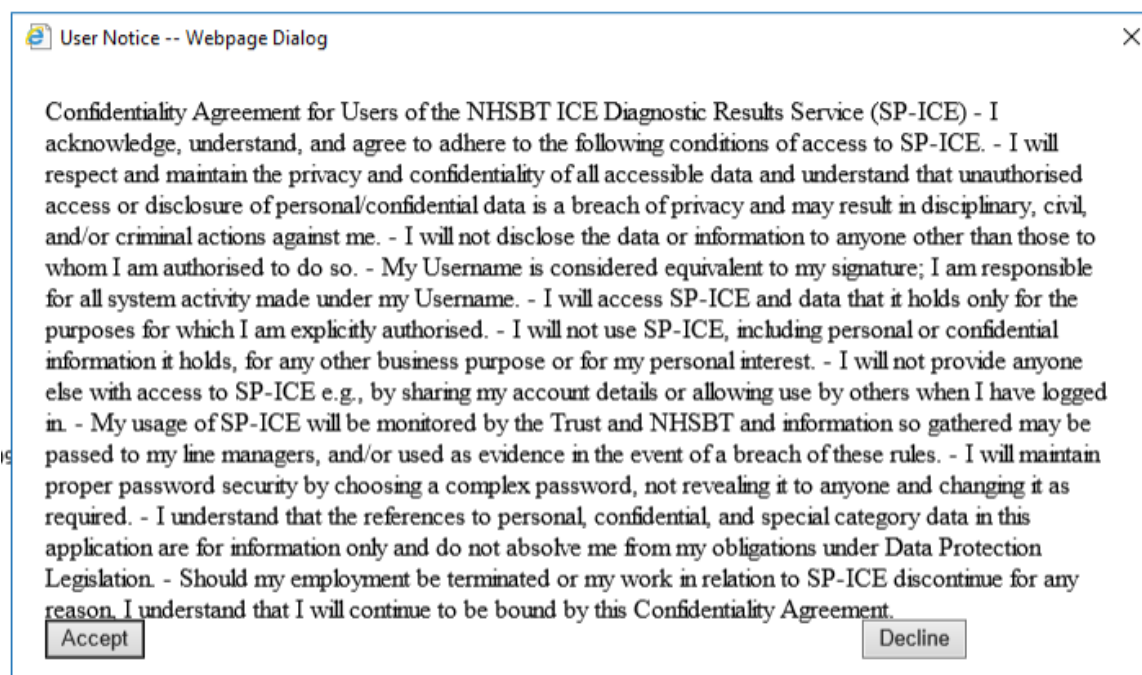 User Notice -- Webpage Dialog
Confidentiality Agreement for Users of the NHSBT ICE Diagnostic Results Service (SP-ICE) - I
acknowledge, understand, and agree to adhere to the following conditions of access to SP-ICE. - I will
respect and maintain the privacy and confidentiality of all accessible data and understand that unauthorised
access or disclosure of personal/confidential data is a breach of privacy and may result in disciplinary, civil,
and/or criminal actions against me. - I will not disclose the data or information to anyone other than those to
whom I am authorised to do so. - My Username is considered equivalent to my signature; I am responsible
for all system activity made under my Username. - I will access SP-ICE and data that it holds only for the
purposes for which I am explicitly authorised. - I will not use SP-ICE, including personal or confidential
information it holds, for any other business purpose or for my personal interest. - I will not provide anyone
else with access to SP-ICE e.g., by sharing my account details or allowing use by others when I have logged
in. - My usage of SP-ICE will be monitored by the Trust and NHSBT and information so gathered may be
passed to my line managers, and/or used as evidence in the event of a breach of these rules. - I will maintain
proper password security by choosing a complex password, not revealing it to anyone and changing it as
required. - I understand that the references to personal, confidential, and special category data in this
application are for information only and do not absolve me from my obligations under Data Protection
Legislation. - Should my employment be terminated or my work in relation to SP-ICE discontinue for any
reason, I understand that I will continue to be bound by this Confidentiality Agreement.
Accept
Decline